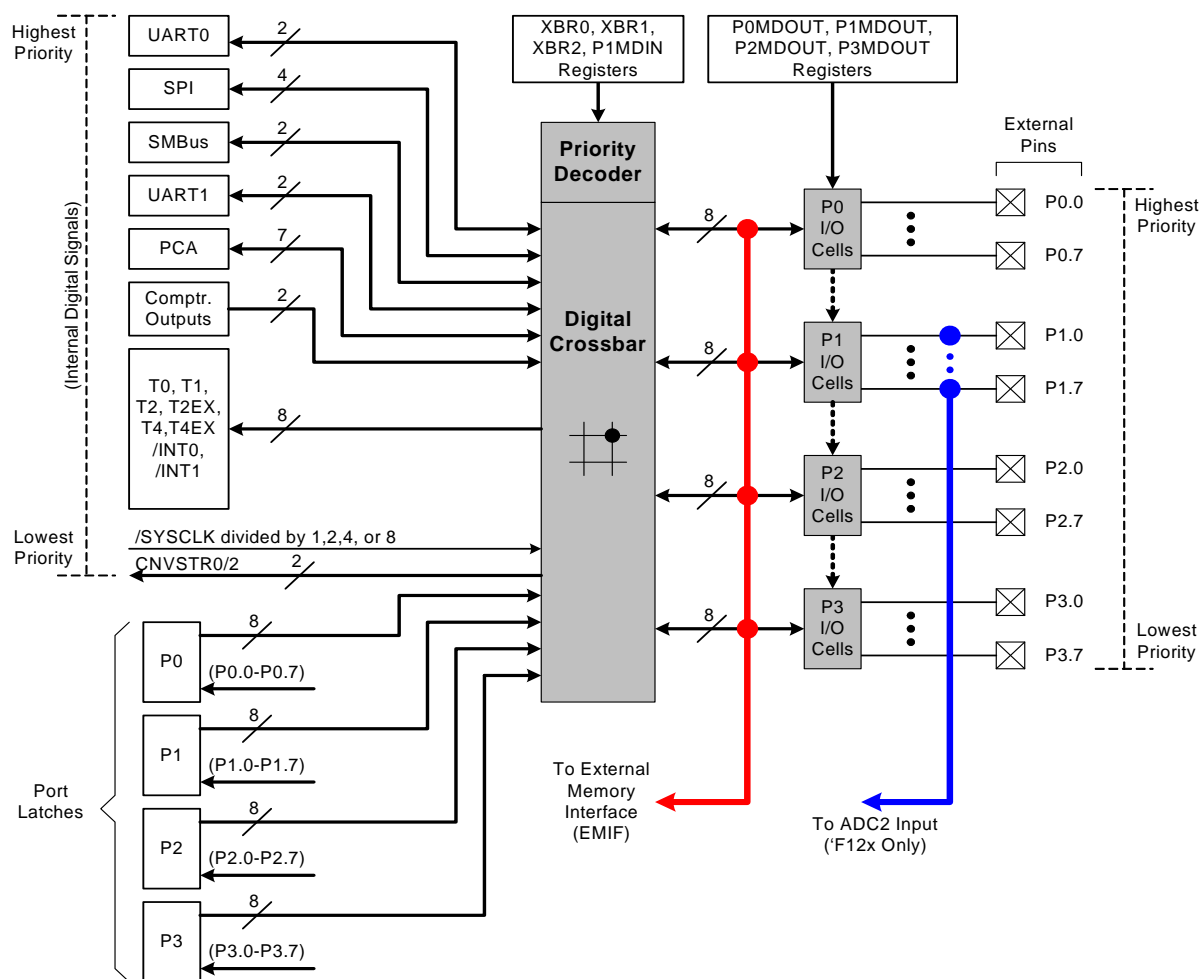 Highest
Priority
(Internal Digital Signals)
Lowest
Priority
UART0
2
SPI
4
SMBus
2
UART1
2
PCA
7
Comptr.
Outputs
2
T0, T1,
T2, T2EX,
T4,T4EX
/INT0,
/INT1
8
/SYSCLK divided by 1,2,4, or 8
CNVSTR0/2
2
Port
Latches
P0
8
(P0.0-P0.7)
P1
8
(P1.0-P1.7)
P2
8
(P2.0-P2.7)
P3
8
(P3.0-P3.7)
XBR0, XBR1,
XBR2, P1MDIN
Registers
Priority
Decoder
Digital
Crossbar
P0MDOUT, P1MDOUT,
P2MDOUT, P3MDOUT
Registers
External
Pins
8
P0
I/O
Cells
P0.0
P0.7
8
P1
I/O
Cells
P1.0
P1.7
8
P2
I/O
Cells
P2.0
P2.7
8
P3
I/O
Cells
P3.0
P3.7
Highest
Priority
Lowest
Priority
To External
Memory
Interface
(EMIF)
To ADC2 Input
(‘F12x Only)